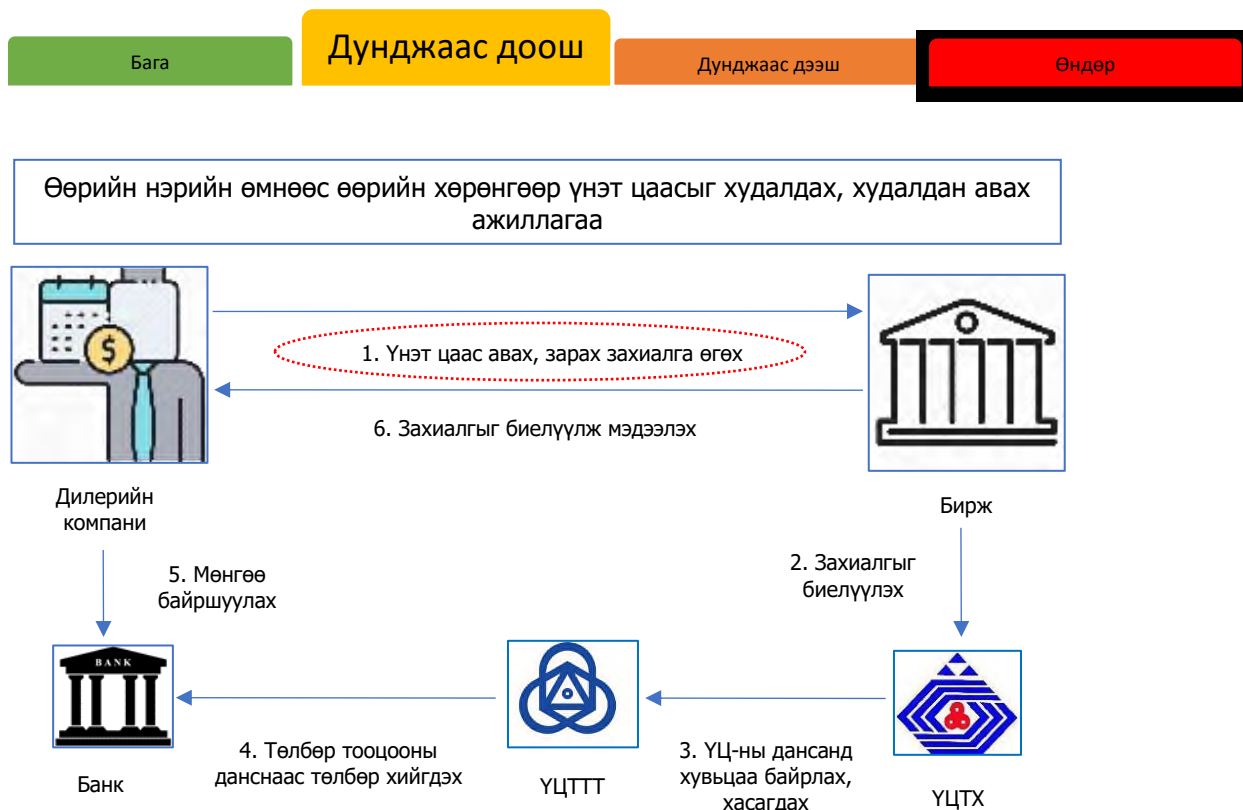 Бага
Дунджаас доош
Дунджаас дээш
Өндөр
Өөрийн нэрийн өмнөөс өөрийн хөрөнгөөр үнэт цаасыг худалдах, худалдан авах
ажиллагаа
$
1. Үнэт цаас авах, зарах захиалга өгөх
6. Захиалгыг биелүүлж мэдээлэх
Дилерийн
компани
Бирж
5. Мөнгөө
байршуулах
2. Захиалгыг
биелүүлэх
BANK
4. Төлбөр тооцооны
данснаас төлбөр хийгдэх
3. ҮЦ-ны дансанд
хувьцаа байрлах,
хасагдах
Банк
ҮЦТТТ
ҮЦТХ